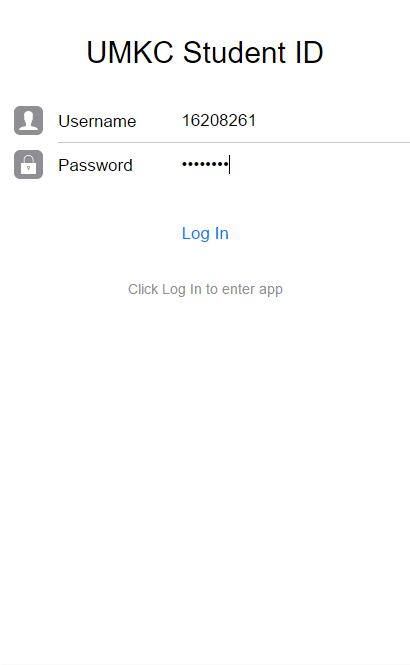 UMKC Student ID
Username 16208261
Password ••••••••
Log In
Click Log In to enter app